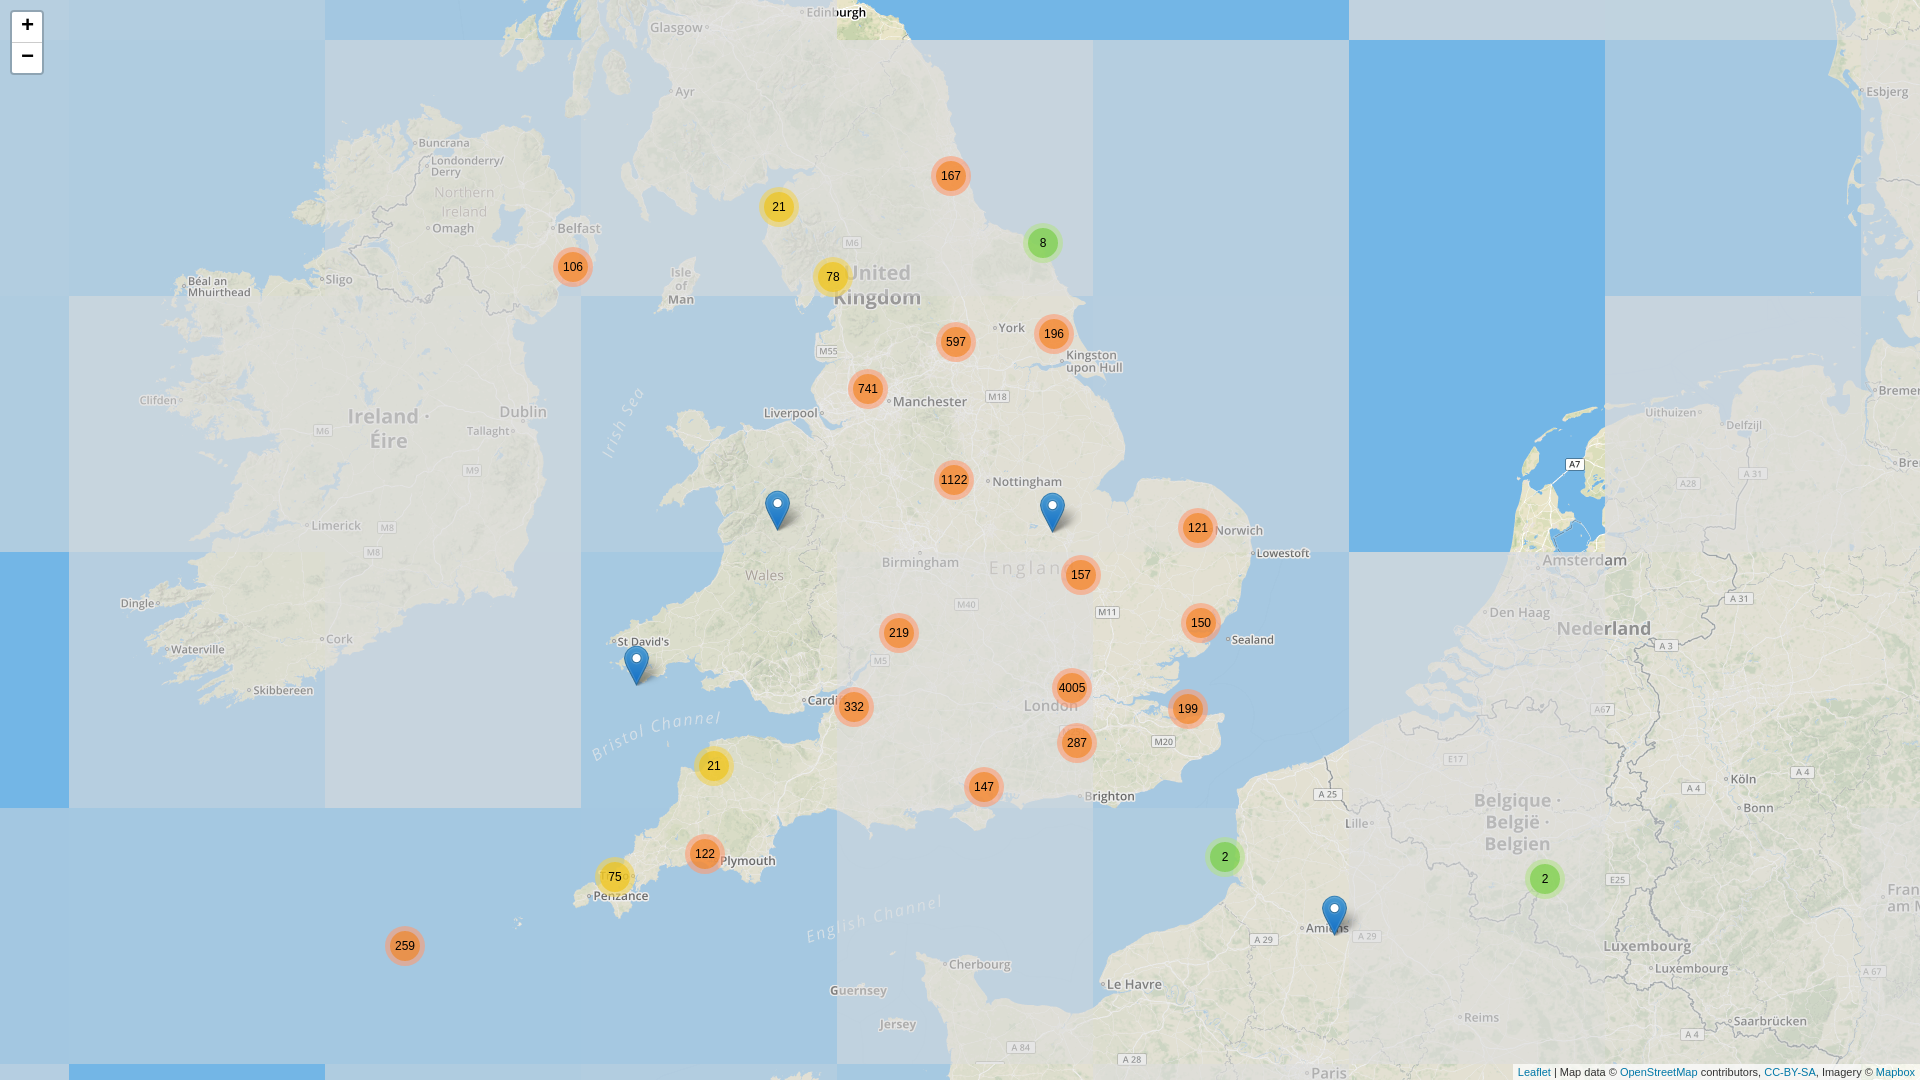 +
−
Edinburgh
Glasgow
Ayr
Esbjerg
Buncrana
Londonderry/
Derry
Northern
Ireland
Omagh
Belfast
167
21
8
106
M6
78
United
Kingdom
Isle
of
Man
Sligo
Béal an
Mhuirthead
York
196
597
M55
Kingston
upon Hull
741
Manchester
M18
Liverpool
Irish Sea
Clifden
Dublin
Ireland ·
Éire
M6
Tallaght
M9
Uithuizen
Delfzijl
A7
A 31
A28
1122
Nottingham
121
Norwich
Limerick
M8
M8
Birmingham
Lowestoft
Amsterdam
157
Wales
M40
M11
Den Haag
A 31
Dingle
219
150
Nederland
Cork
St David's
Sealand
A 3
Waterville
M5
Skibbereen
4005
London
332
199
A67
Bristol Channel
287
M20
E17
21
147
Brighton
A 25
Köln
A 4
A 4
Bonn
Belgique ·
België ·
Belgien
Lille
122
Plymouth
2
75
Penzance
2
E25
English Channel
259
Amiens
A 29
A 29
Luxembourg
Luxembourg
A 67
Cherbourg
Le Havre
Guernsey
Jersey
Reims
Saarbrücken
A 84
A 28
A 4
Paris
Leaflet | Map data © OpenStreetMap contributors, CC-BY-SA, Imagery © Mapbox